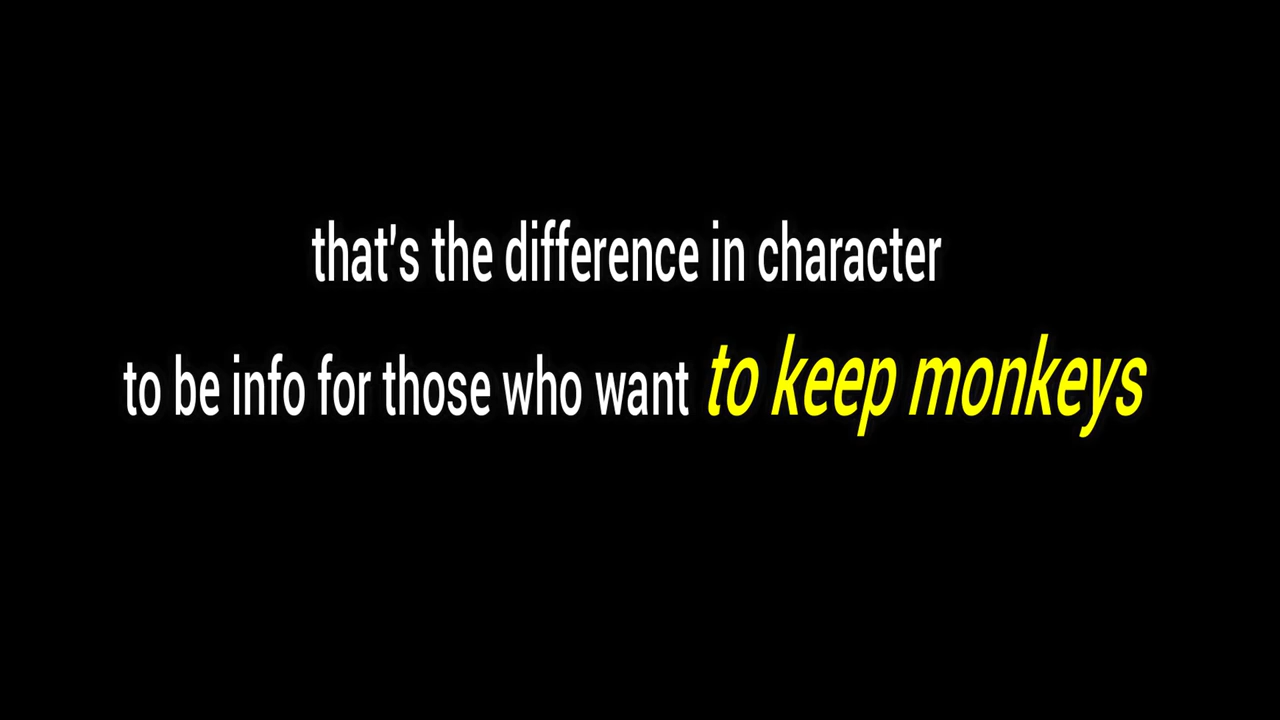 that's the difference in character
to be info for those who want to keep monkeys